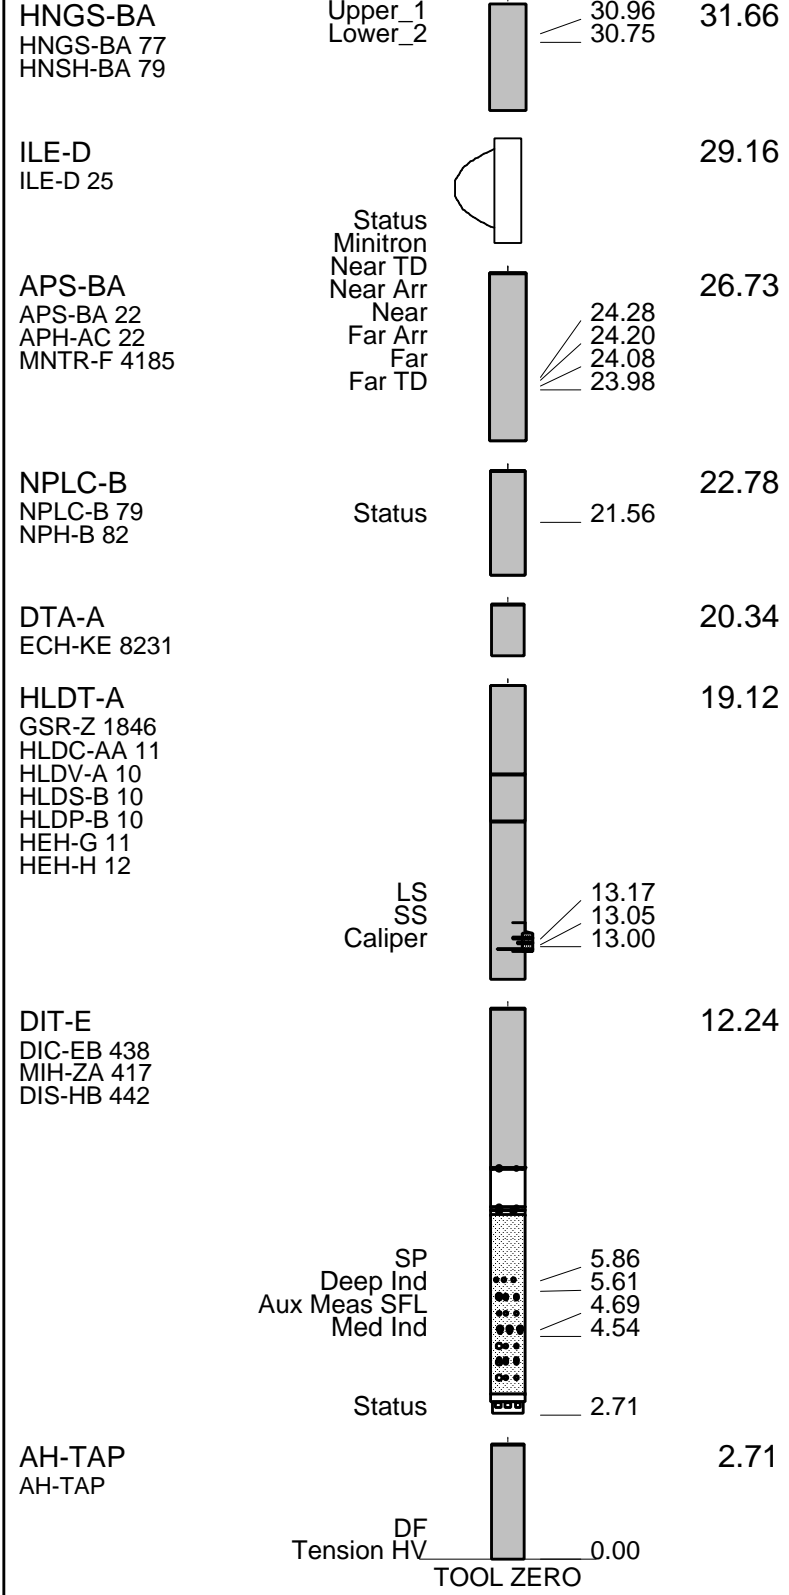 HNGS-BA Upper_1 30.96 31.66
HNGS-BA 77 Lower_2 30.75
HNSH-BA 79
ILE-D 29.16
ILE-D 25
Status
Minitron
Near TD
APS-BA Near Arr 26.73
APS-BA 22 Near 24.28
APH-AC 22 Far Arr 24.20
MNTR-F 4185 Far 24.08
Far TD 23.98
NPLC-B 22.78
NPLC-B 79 Status 21.56
NPH-B 82
DTA-A 20.34
ECH-KE 8231
HLDT-A 19.12
GSR-Z 1846
HLDC-AA 11
HLDV-A 10
HLDS-B 10
HLDP-B 10
HEH-G 11
HEH-H 12
LS 13.17
SS 13.05
Caliper 13.00
DIT-E 12.24
DIC-EB 438
MIH-ZA 417
DIS-HB 442
SP 5.86
Deep Ind 5.61
Aux Meas SFL 4.69
Med Ind 4.54
Status 2.71
AH-TAP 2.71
AH-TAP
DF
Tension HV 0.00
TOOL ZERO